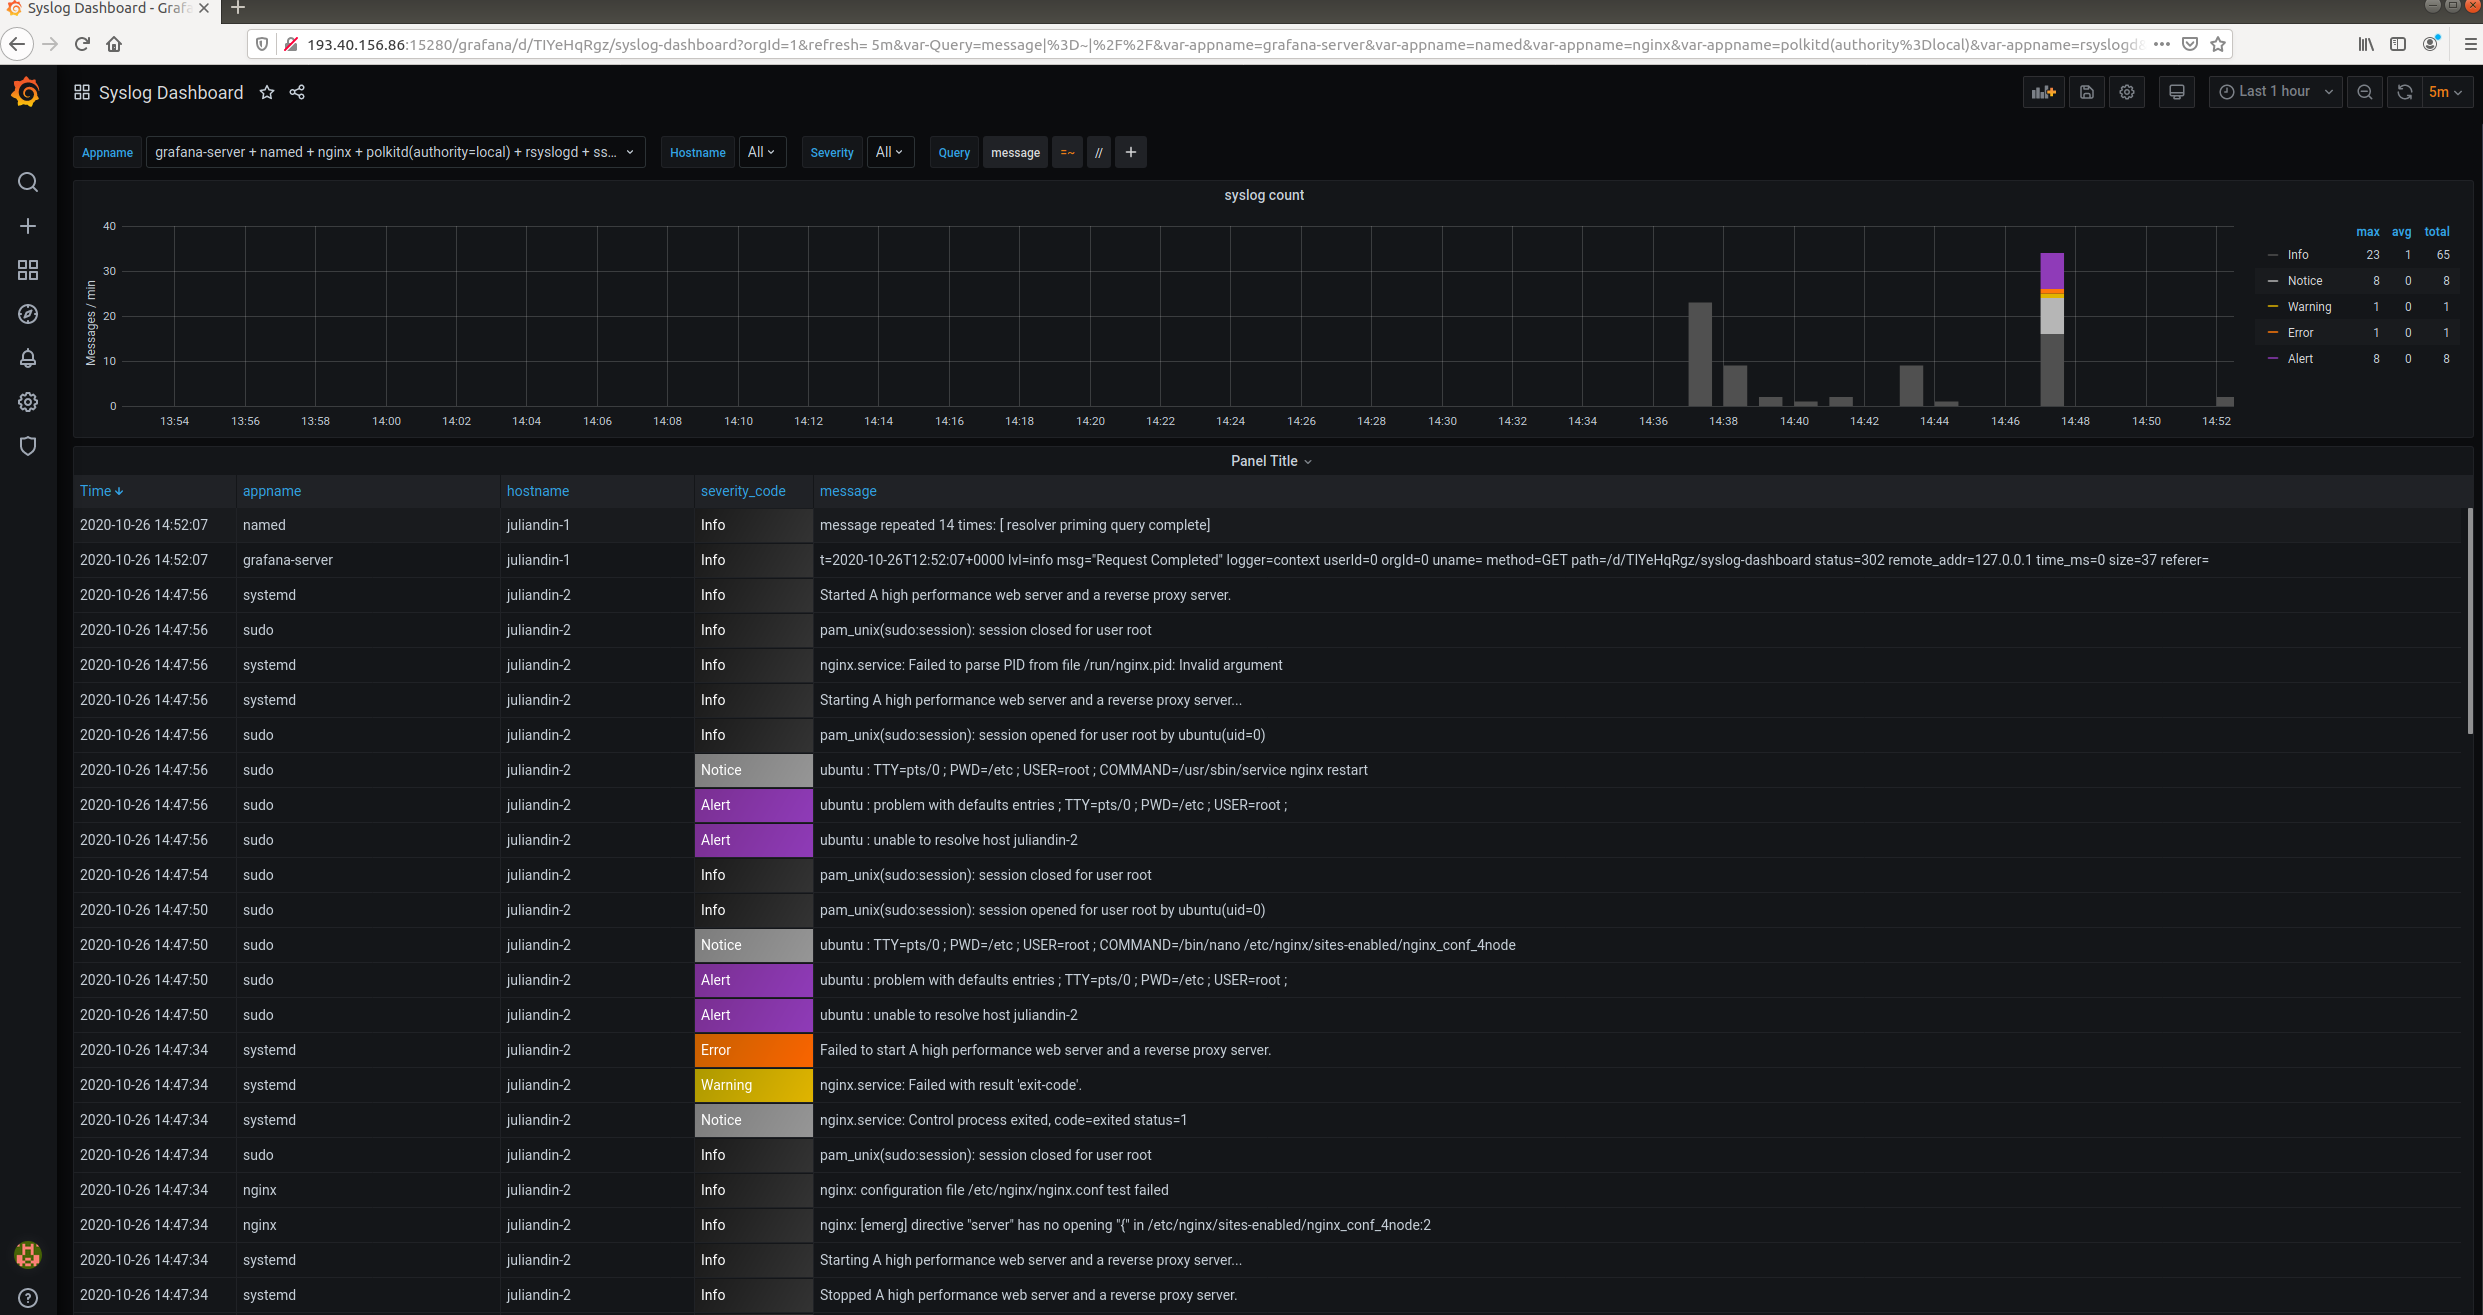 Syslog Dashboard - Grafa
193.40.156.86:15280/grafana/d/TIYeHqRgz/syslog-dashboard?orgId=1&refresh= 5m&var-Query=message|%3D~|%2F%2F&var-appname=grafana-server&var-appname=named&var-appname=nginx&var-appname=polkitd(authority%3Dlocal)&var-appname=rsyslogd
Syslog Dashboard
Last 1 hour
5m
Appname grafana-server + named + nginx + polkitd(authority=local) + rsyslogd + ss... Hostname All Severity All Query message =~ // +
syslog count
Messages / min
40
30
20
10
0
13:54 13:56 13:58 14:00 14:02 14:04 14:06 14:08 14:10 14:12 14:14 14:16 14:18 14:20 14:22 14:24 14:26 14:28 14:30 14:32 14:34 14:36 14:38 14:40 14:42 14:44 14:46 14:48 14:50 14:52
max avg total
Info 23 1 65
Notice 8 0 8
Warning 1 0 1
Error 1 0 1
Alert 8 0 8
Panel Title
Time appname hostname severity_code message
2020-10-26 14:52:07 named juliandin-1 Info message repeated 14 times: [ resolver priming query complete]
2020-10-26 14:52:07 grafana-server juliandin-1 Info t=2020-10-26T12:52:07+0000 lvl=info msg="Request Completed" logger=context userId=0 orgId=0 uname= method=GET path=/d/TIYeHqRgz/syslog-dashboard status=302 remote_addr=127.0.0.1 time_ms=0 size=37 referer=
2020-10-26 14:47:56 systemd juliandin-2 Info Started A high performance web server and a reverse proxy server.
2020-10-26 14:47:56 sudo juliandin-2 Info pam_unix(sudo:session): session closed for user root
2020-10-26 14:47:56 systemd juliandin-2 Info nginx.service: Failed to parse PID from file /run/nginx.pid: Invalid argument
2020-10-26 14:47:56 systemd juliandin-2 Info Starting A high performance web server and a reverse proxy server...
2020-10-26 14:47:56 sudo juliandin-2 Info pam_unix(sudo:session): session opened for user root by ubuntu(uid=0)
2020-10-26 14:47:56 sudo juliandin-2 Notice ubuntu : TTY=pts/0 ; PWD=/etc ; USER=root ; COMMAND=/usr/sbin/service nginx restart
2020-10-26 14:47:56 sudo juliandin-2 Alert ubuntu : problem with defaults entries ; TTY=pts/0 ; PWD=/etc ; USER=root ;
2020-10-26 14:47:56 sudo juliandin-2 Alert ubuntu : unable to resolve host juliandin-2
2020-10-26 14:47:54 sudo juliandin-2 Info pam_unix(sudo:session): session closed for user root
2020-10-26 14:47:50 sudo juliandin-2 Info pam_unix(sudo:session): session opened for user root by ubuntu(uid=0)
2020-10-26 14:47:50 sudo juliandin-2 Notice ubuntu : TTY=pts/0 ; PWD=/etc ; USER=root ; COMMAND=/bin/nano /etc/nginx/sites-enabled/nginx_conf_4node
2020-10-26 14:47:50 sudo juliandin-2 Alert ubuntu : problem with defaults entries ; TTY=pts/0 ; PWD=/etc ; USER=root ;
2020-10-26 14:47:50 sudo juliandin-2 Alert ubuntu : unable to resolve host juliandin-2
2020-10-26 14:47:34 systemd juliandin-2 Error Failed to start A high performance web server and a reverse proxy server.
2020-10-26 14:47:34 systemd juliandin-2 Warning nginx.service: Failed with result 'exit-code'.
2020-10-26 14:47:34 systemd juliandin-2 Notice nginx.service: Control process exited, code=exited status=1
2020-10-26 14:47:34 sudo juliandin-2 Info pam_unix(sudo:session): session closed for user root
2020-10-26 14:47:34 nginx juliandin-2 Info nginx: configuration file /etc/nginx/nginx.conf test failed
2020-10-26 14:47:34 nginx juliandin-2 Info nginx: [emerg] directive "server" has no opening "{" in /etc/nginx/sites-enabled/nginx_conf_4node:2
2020-10-26 14:47:34 systemd juliandin-2 Info Starting A high performance web server and a reverse proxy server...
2020-10-26 14:47:34 systemd juliandin-2 Info Stopped A high performance web server and a reverse proxy server.